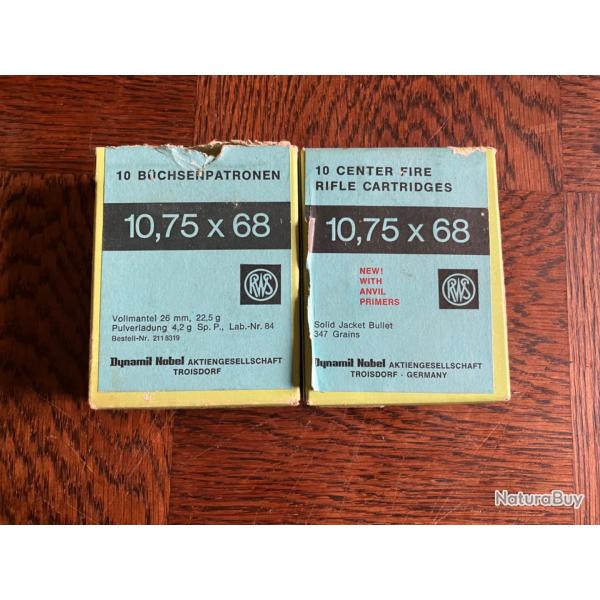 10 BÜCHSENPATRONEN
10,75 x 68
RWS
Vollmantel 26 mm, 22,5 g
Pulverladung 4,2 g Sp. P., Lab.-Nr. 84
Bestell-Nr. 211 8319
Dynamit Nobel AKTIENGESELLSCHAFT
TROISDORF
10 CENTER FIRE
RIFLE CARTRIDGES
10,75 x 68
NEW!
WITH
ANVIL
PRIMERS
RWS
Solid Jacket Bullet
347 Grains
Dynamit Nobel AKTIENGESELLSCHAFT
TROISDORF - GERMANY
NaturaBuy